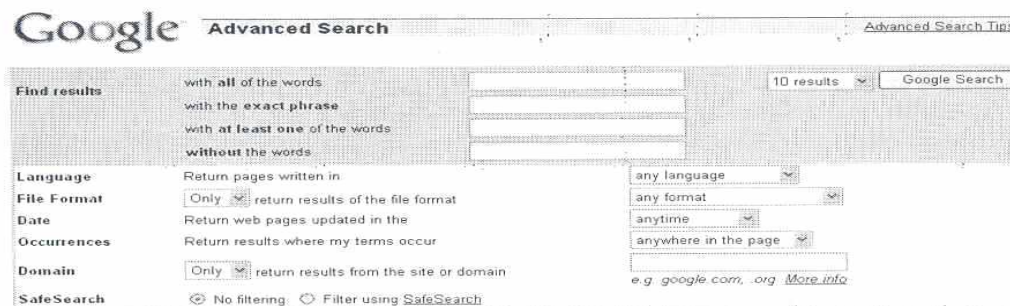 Google Advanced Search Advanced Search Tips
Find results with all of the words 10 results Google Search
with the exact phrase
with at least one of the words
without the words
Language Return pages written in any language
File Format Only return results of the file format any format
Date Return web pages updated in the anytime
Occurrences Return results where my terms occur anywhere in the page
Domain Only return results from the site or domain
e.g. google.com, .org More info
SafeSearch No filtering Filter using SafeSearch